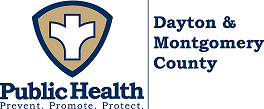 Public Health
Prevent. Promote. Protect.
Dayton &
Montgomery
County